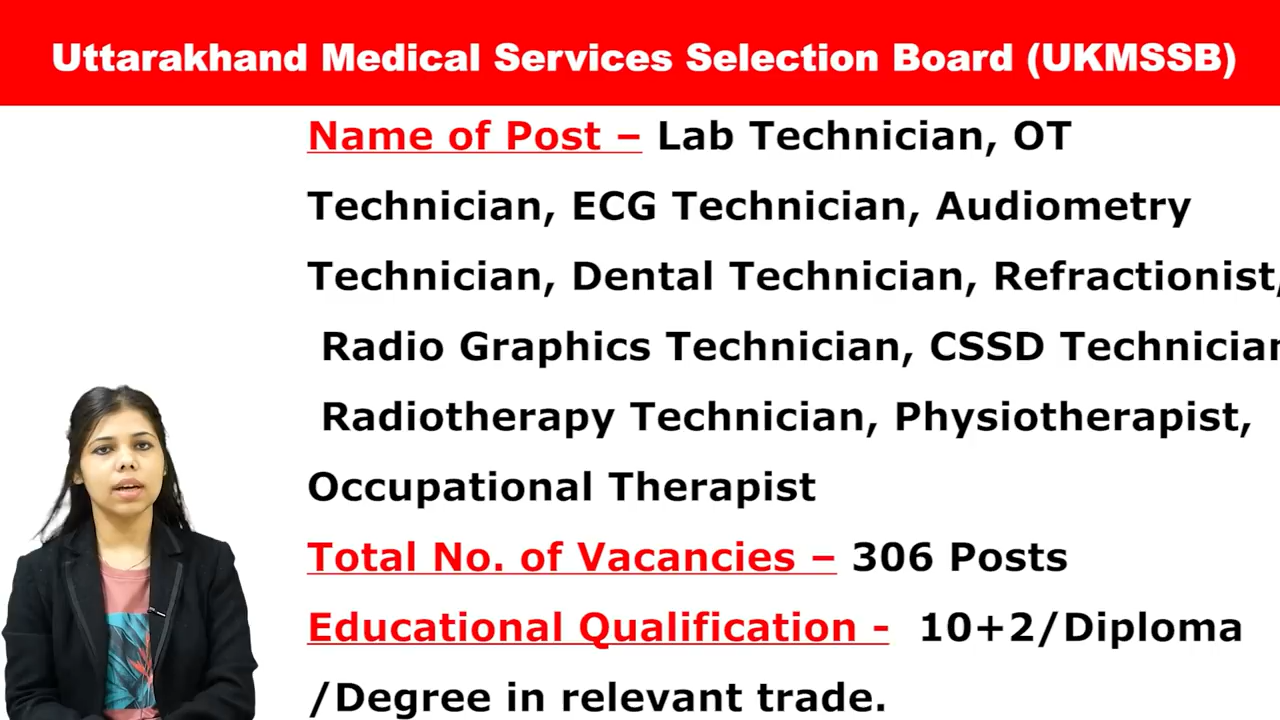 Uttarakhand Medical Services Selection Board (UKMSSB)
Name of Post – Lab Technician, OT
Technician, ECG Technician, Audiometry
Technician, Dental Technician, Refractionist,
Radio Graphics Technician, CSSD Technician
Radiotherapy Technician, Physiotherapist,
Occupational Therapist
Total No. of Vacancies – 306 Posts
Educational Qualification - 10+2/Diploma
/Degree in relevant trade.